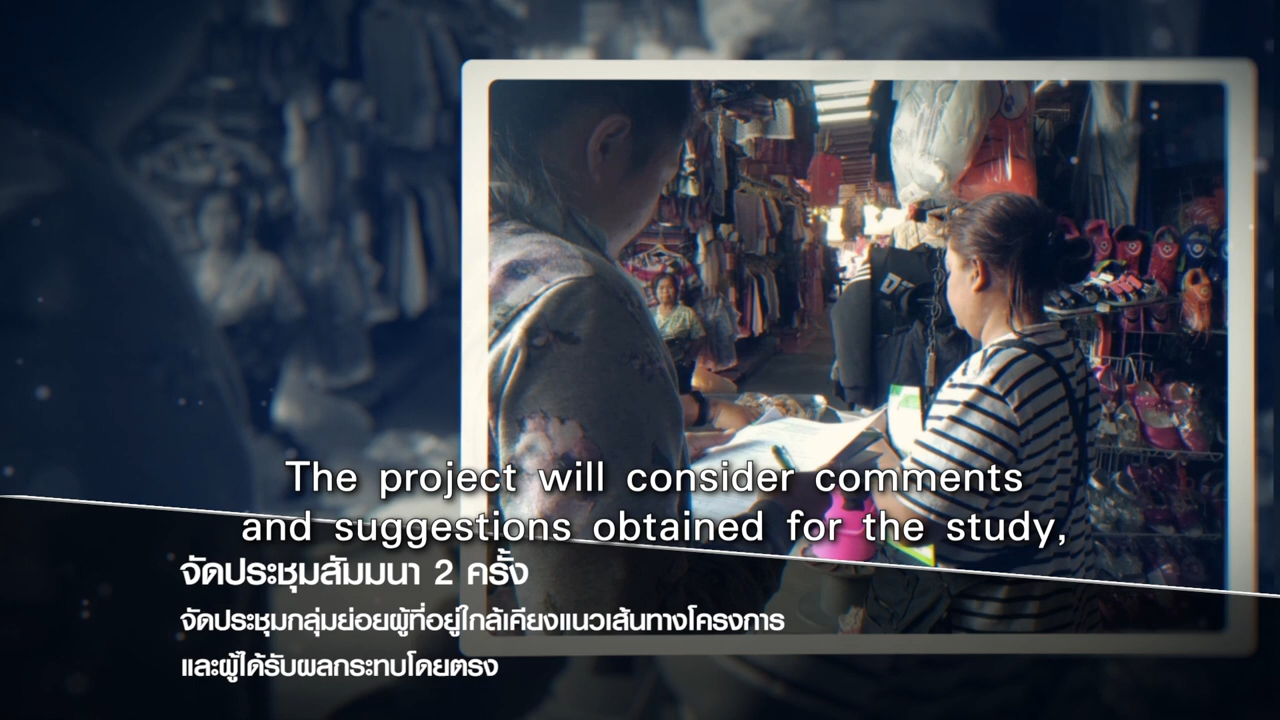 The project will consider comments
and suggestions obtained for the study,
จัดประชุมสัมมนา 2 ครั้ง
จัดประชุมกลุ่มย่อยผู้ที่อยู่ใกล้เคียงแนวเส้นทางโครงการ
และผู้ได้รับผลกระทบโดยตรง